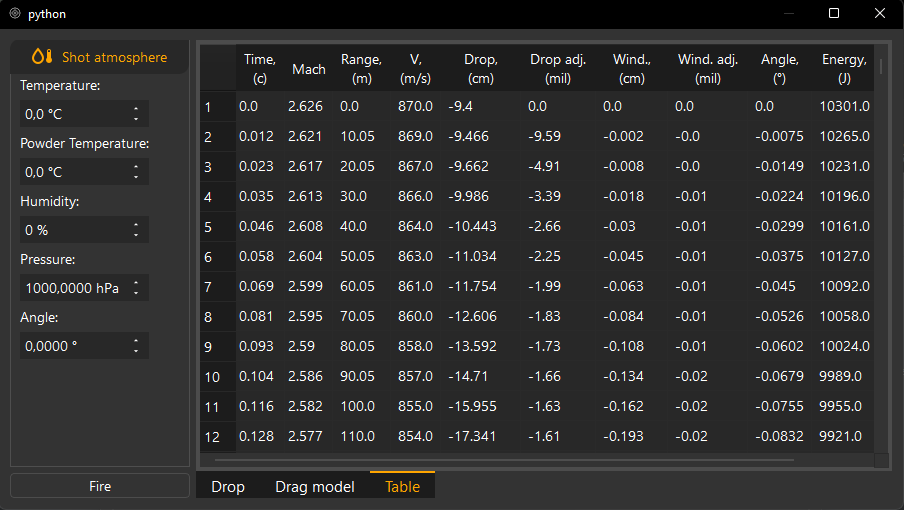 python
Shot atmosphere
Temperature:
0,0 °C
Powder Temperature:
0,0 °C
Humidity:
0 %
Pressure:
1000,0000 hPa
Angle:
0,0000 °
Fire
Time, (c) Mach Range, (m) V, (m/s) Drop, (cm) Drop adj. (mil) Wind., (cm) Wind. adj. (mil) Angle, (°) Energy, (J)
1 0.0 2.626 0.0 870.0 -9.4 0.0 0.0 0.0 0.0 10301.0
2 0.012 2.621 10.05 869.0 -9.466 -9.59 -0.002 -0.0 -0.0075 10265.0
3 0.023 2.617 20.05 867.0 -9.662 -4.91 -0.008 -0.0 -0.0149 10231.0
4 0.035 2.613 30.0 866.0 -9.986 -3.39 -0.018 -0.01 -0.0224 10196.0
5 0.046 2.608 40.0 864.0 -10.443 -2.66 -0.03 -0.01 -0.0299 10161.0
6 0.058 2.604 50.05 863.0 -11.034 -2.25 -0.045 -0.01 -0.0375 10127.0
7 0.069 2.599 60.05 861.0 -11.754 -1.99 -0.063 -0.01 -0.045 10092.0
8 0.081 2.595 70.05 860.0 -12.606 -1.83 -0.084 -0.01 -0.0526 10058.0
9 0.093 2.59 80.05 858.0 -13.592 -1.73 -0.108 -0.01 -0.0602 10024.0
10 0.104 2.586 90.05 857.0 -14.71 -1.66 -0.134 -0.02 -0.0679 9989.0
11 0.116 2.582 100.0 855.0 -15.955 -1.63 -0.162 -0.02 -0.0755 9955.0
12 0.128 2.577 110.0 854.0 -17.341 -1.61 -0.193 -0.02 -0.0832 9921.0
Drop Drag model Table